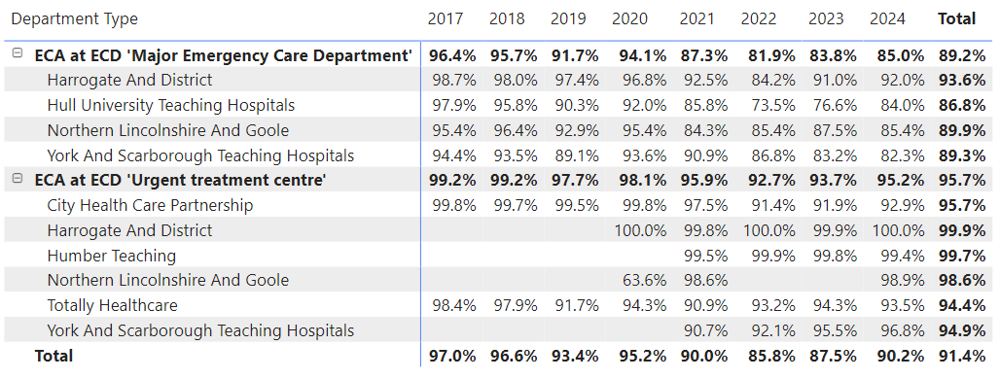 Department Type 2017 2018 2019 2020 2021 2022 2023 2024 Total
ECA at ECD 'Major Emergency Care Department' 96.4% 95.7% 91.7% 94.1% 87.3% 81.9% 83.8% 85.0% 89.2%
Harrogate And District 98.7% 98.0% 97.4% 96.8% 92.5% 84.2% 91.0% 92.0% 93.6%
Hull University Teaching Hospitals 97.9% 95.8% 90.3% 92.0% 85.8% 73.5% 76.6% 84.0% 86.8%
Northern Lincolnshire And Goole 95.4% 96.4% 92.9% 95.4% 84.3% 85.4% 87.5% 85.4% 89.9%
York And Scarborough Teaching Hospitals 94.4% 93.5% 89.1% 93.6% 90.9% 86.8% 83.2% 82.3% 89.3%
ECA at ECD 'Urgent treatment centre' 99.2% 99.2% 97.7% 98.1% 95.9% 92.7% 93.7% 95.2% 95.7%
City Health Care Partnership 99.8% 99.7% 99.5% 99.8% 97.5% 91.4% 91.9% 92.9% 95.7%
Harrogate And District 100.0% 99.8% 100.0% 99.9% 100.0% 99.9%
Humber Teaching 99.5% 99.9% 99.8% 99.4% 99.7%
Northern Lincolnshire And Goole 63.6% 98.6% 98.9% 98.6%
Totally Healthcare 98.4% 97.9% 91.7% 94.3% 90.9% 93.2% 94.3% 93.5% 94.4%
York And Scarborough Teaching Hospitals 90.7% 92.1% 95.5% 96.8% 94.9%
Total 97.0% 96.6% 93.4% 95.2% 90.0% 85.8% 87.5% 90.2% 91.4%